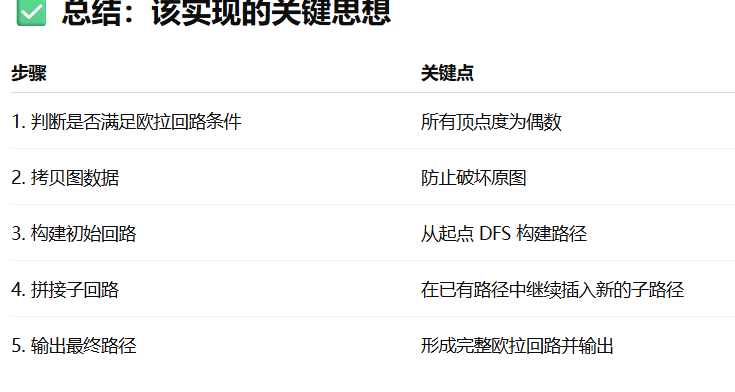 ✅ 总结：该实现的关键思想
步骤 关键点
1. 判断是否满足欧拉回路条件 所有顶点度为偶数
2. 拷贝图数据 防止破坏原图
3. 构建初始回路 从起点 DFS 构建路径
4. 拼接子回路 在已有路径中继续插入新的子路径
5. 输出最终路径 形成完整欧拉回路并输出